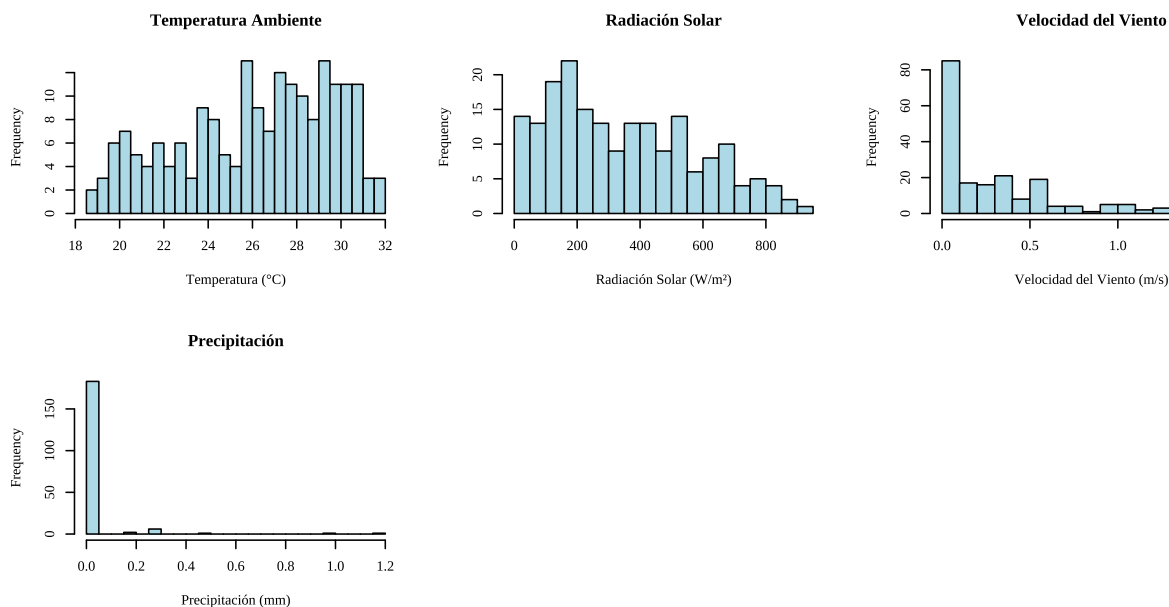 Temperatura Ambiente
Frequency
0 2 4 6 8 10
18 20 22 24 26 28 30 32
Temperatura (°C)
Radiación Solar
Frequency
0 5 10 15 20
0 200 400 600 800
Radiación Solar (W/m²)
Velocidad del Viento
Frequency
0 20 40 60 80
0.0 0.5 1.0
Velocidad del Viento (m/s)
Precipitación
Frequency
0 50 100 150
0.0 0.2 0.4 0.6 0.8 1.0 1.2
Precipitación (mm)